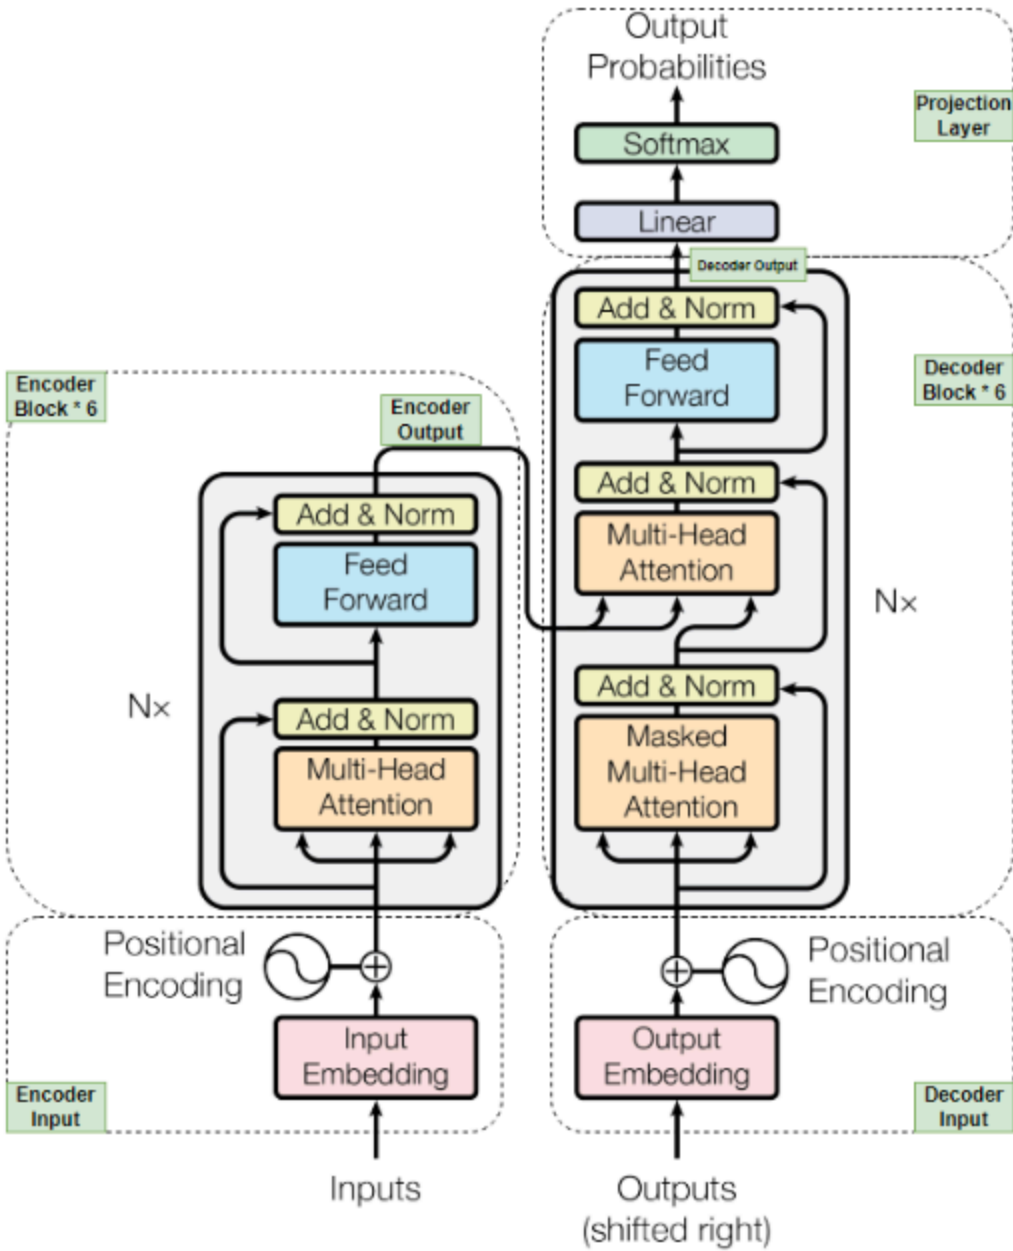 Output
Probabilities
Projection
Layer
Softmax
Linear
Decoder Output
Add & Norm
Feed
Forward
Decoder
Block * 6
Add & Norm
Multi-Head
Attention
Nx
Add & Norm
Masked
Multi-Head
Attention
Encoder
Block * 6
Encoder
Output
Add & Norm
Feed
Forward
Nx
Add & Norm
Multi-Head
Attention
Positional
Encoding
Input
Embedding
Encoder
Input
Inputs
Positional
Encoding
Output
Embedding
Decoder
Input
Outputs
(shifted right)